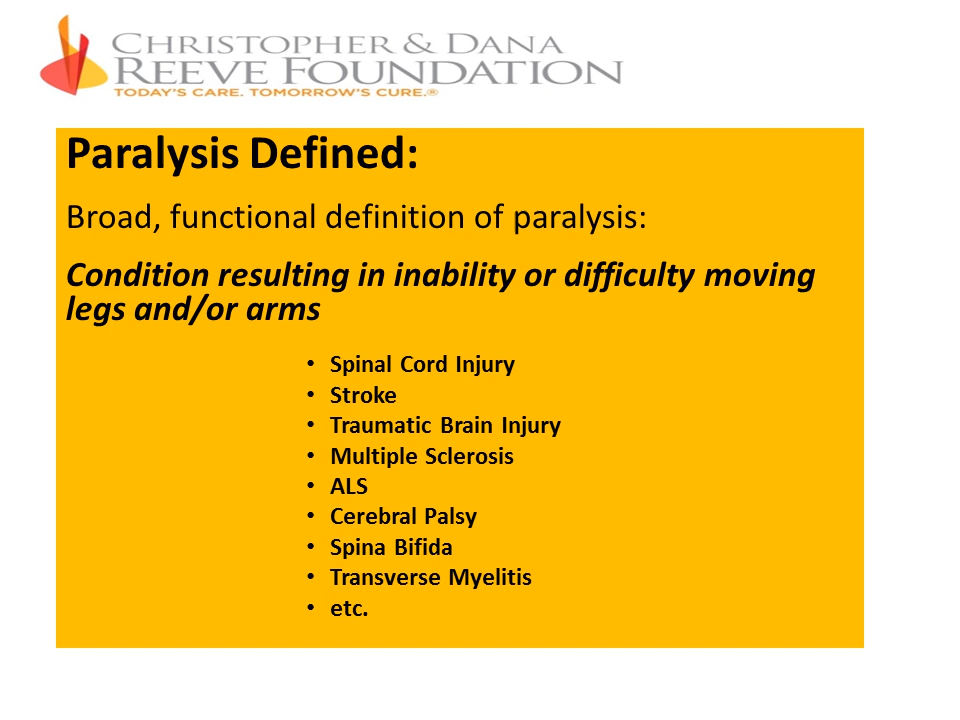 CHRISTOPHER & DANA
REEVE FOUNDATION
TODAY'S CARE. TOMORROW'S CURE.®
Paralysis Defined:
Broad, functional definition of paralysis:
Condition resulting in inability or difficulty moving
legs and/or arms
• Spinal Cord Injury
• Stroke
• Traumatic Brain Injury
• Multiple Sclerosis
• ALS
• Cerebral Palsy
• Spina Bifida
• Transverse Myelitis
• etc.